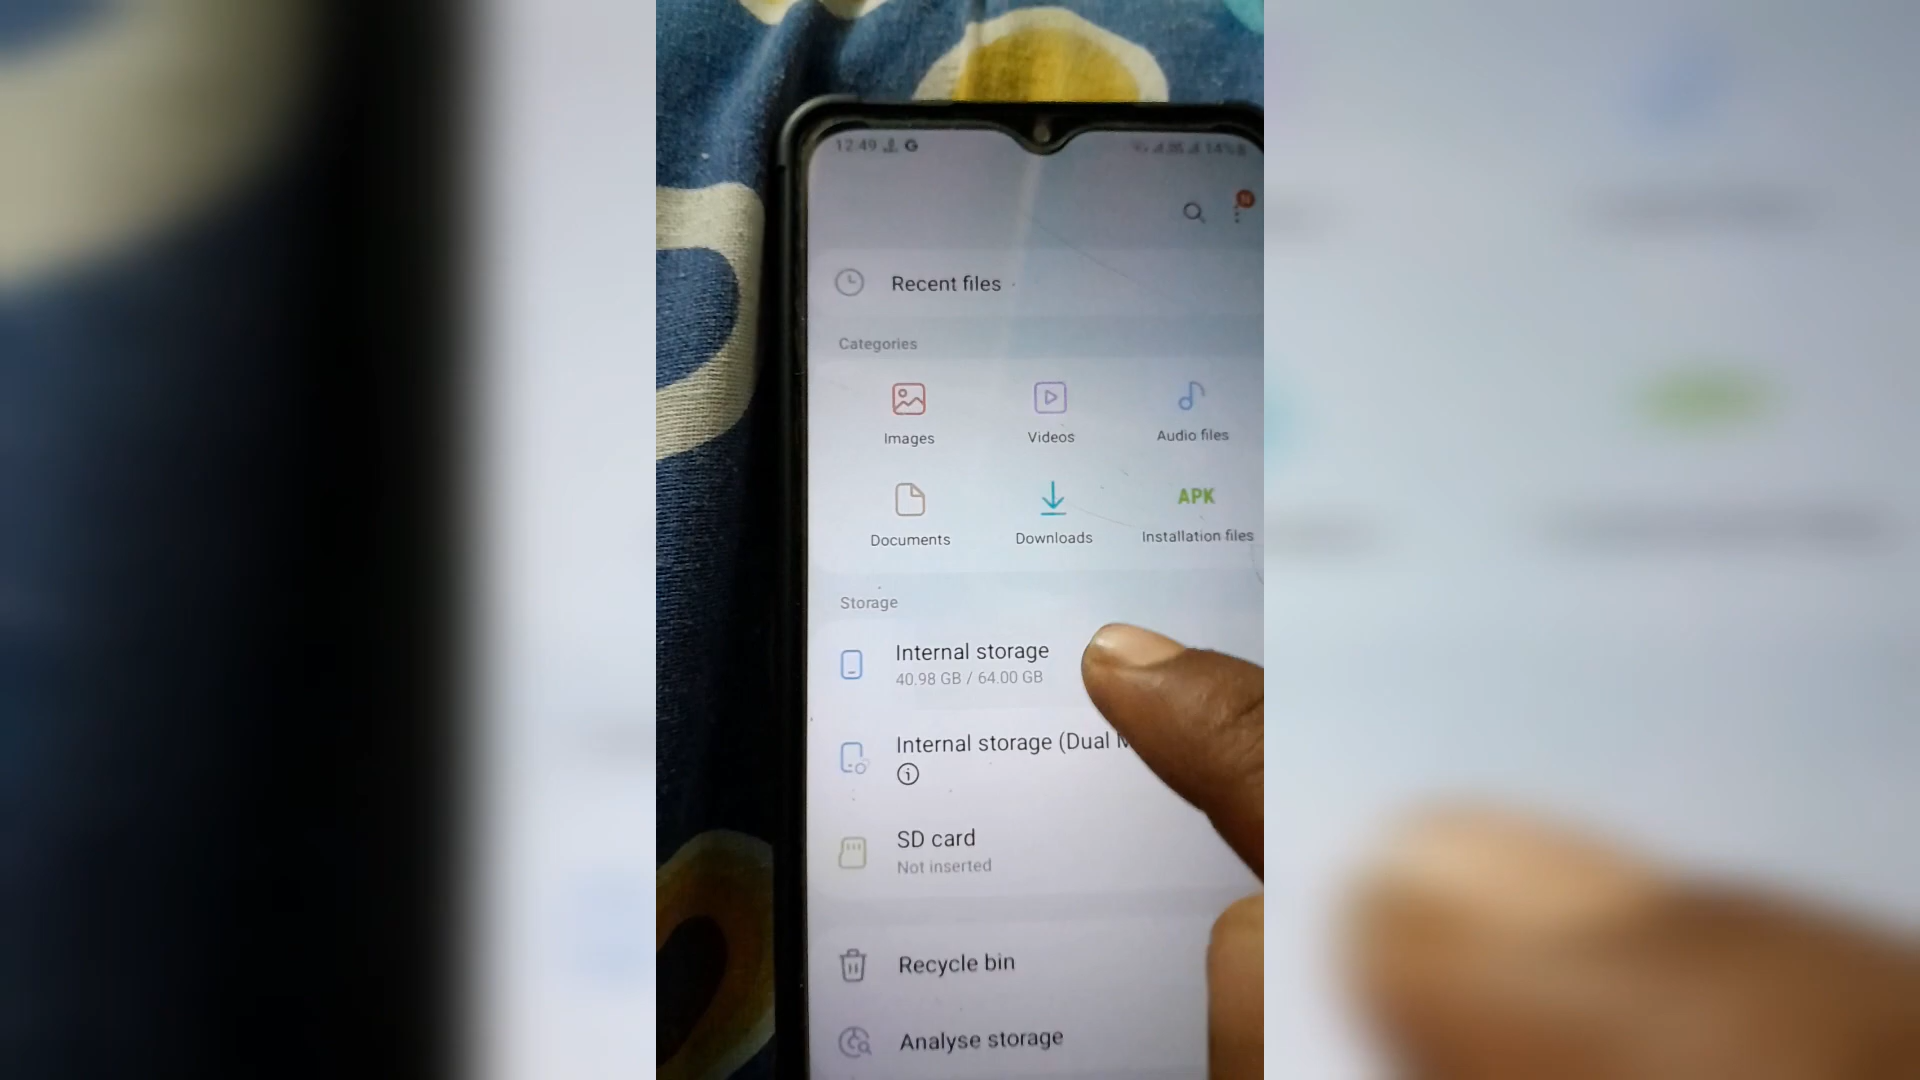 12:49 G 14%
Recent files
Categories
Images Videos Audio files
APK
Documents Downloads Installation files
Storage
Internal storage
40.98 GB / 64.00 GB
Internal storage (Dual
SD card
Not inserted
Recycle bin
Analyse storage